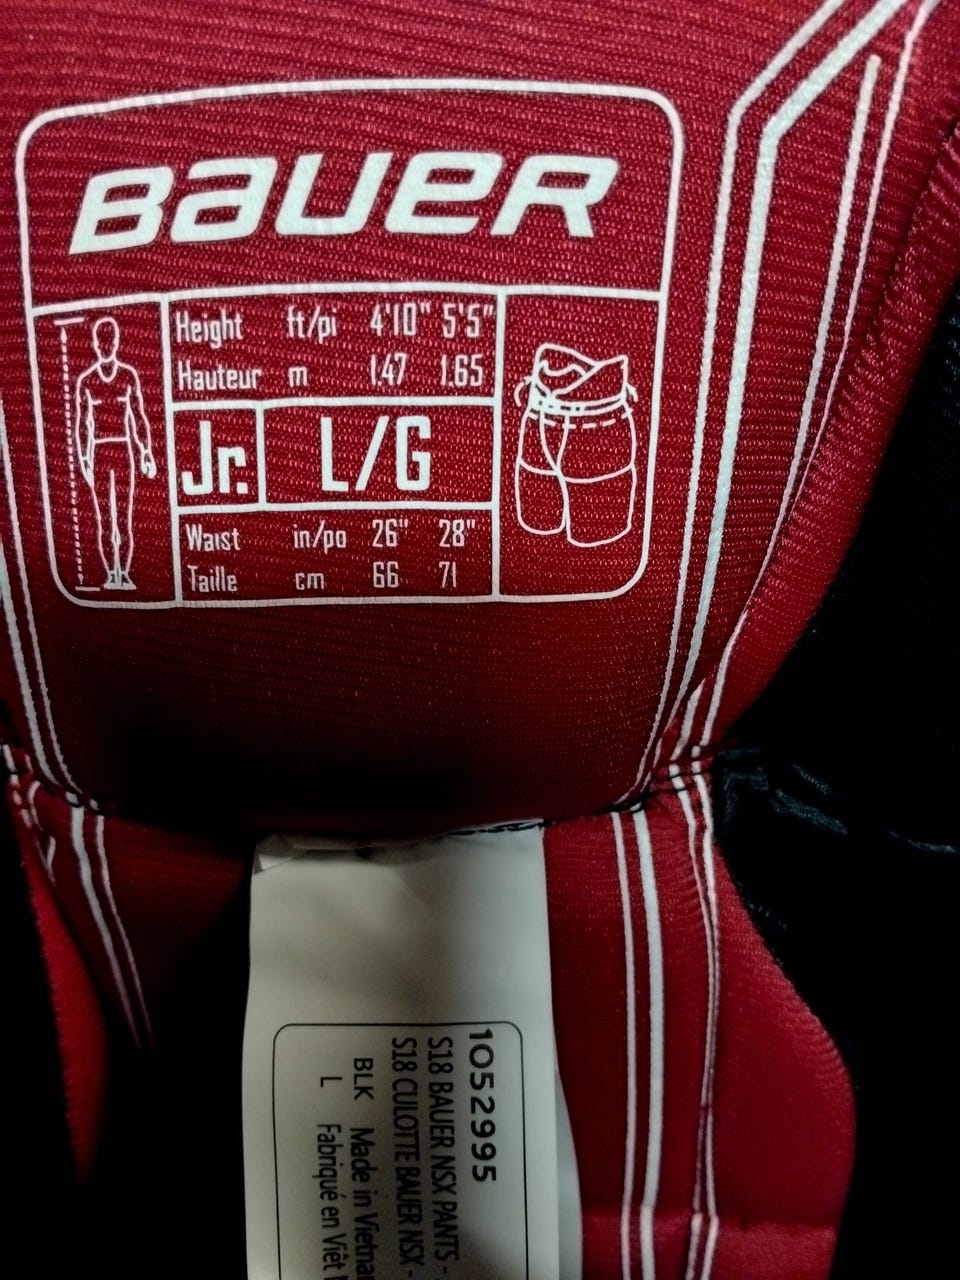 BAUER
Height ft/pi 4'10" 5'5"
Hauteur m 1.47 1.65
Jr. L/G
Waist in/po 26" 28"
Taille cm 66 71
1052995
S18 BAUER NSX PANTS -
S18 CULOTTE BAUER NSX -
BLK Made in
L Fabriqué en Việt